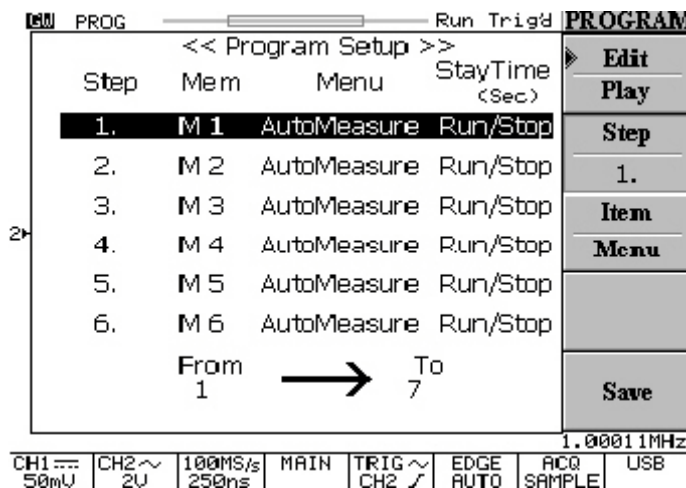 GW PROG Run Trig'd PROGRAM
<< Program Setup >>
Step Mem Menu StayTime (Sec)
1. M 1 AutoMeasure Run/Stop
2. M 2 AutoMeasure Run/Stop
3. M 3 AutoMeasure Run/Stop
4. M 4 AutoMeasure Run/Stop
5. M 5 AutoMeasure Run/Stop
6. M 6 AutoMeasure Run/Stop
From To
1 7
2
Edit
Play
Step
1.
Item
Menu
Save
1.00011MHz
CH1 CH2 100MS/s MAIN TRIG EDGE ACQ USB
50mV 2V 250ns CH2 AUTO SAMPLE